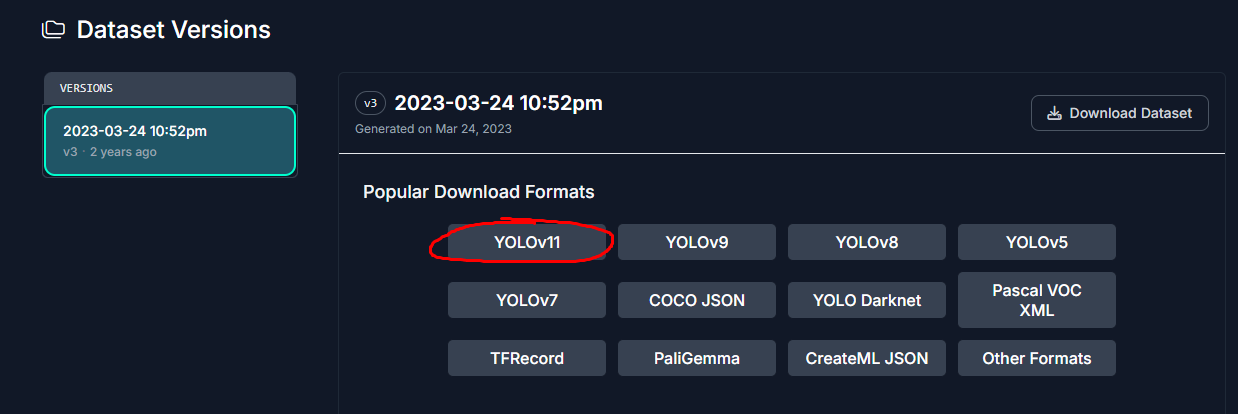 Dataset Versions
VERSIONS
2023-03-24 10:52pm
v3 · 2 years ago
v3 2023-03-24 10:52pm
Generated on Mar 24, 2023
Download Dataset
Popular Download Formats
YOLOv11 YOLOv9 YOLOv8 YOLOv5
YOLOv7 COCO JSON YOLO Darknet Pascal VOC
XML
TFRecord PaliGemma CreateML JSON Other Formats